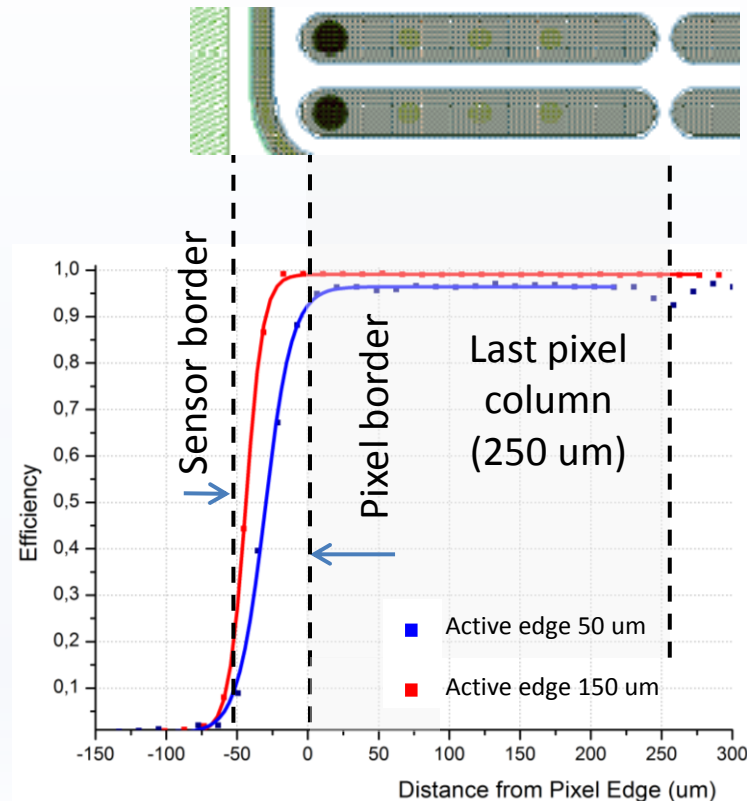 1.0
0,9
0,8
0,7
0,6
0,5
0,4
0,3
0,2
0,1
Efficiency
Sensor border
Pixel border
Last pixel
column
(250 um)
Active edge 50 um
Active edge 150 um
-150 -100 -50 0 50 100 150 200 250 300
Distance from Pixel Edge (um)